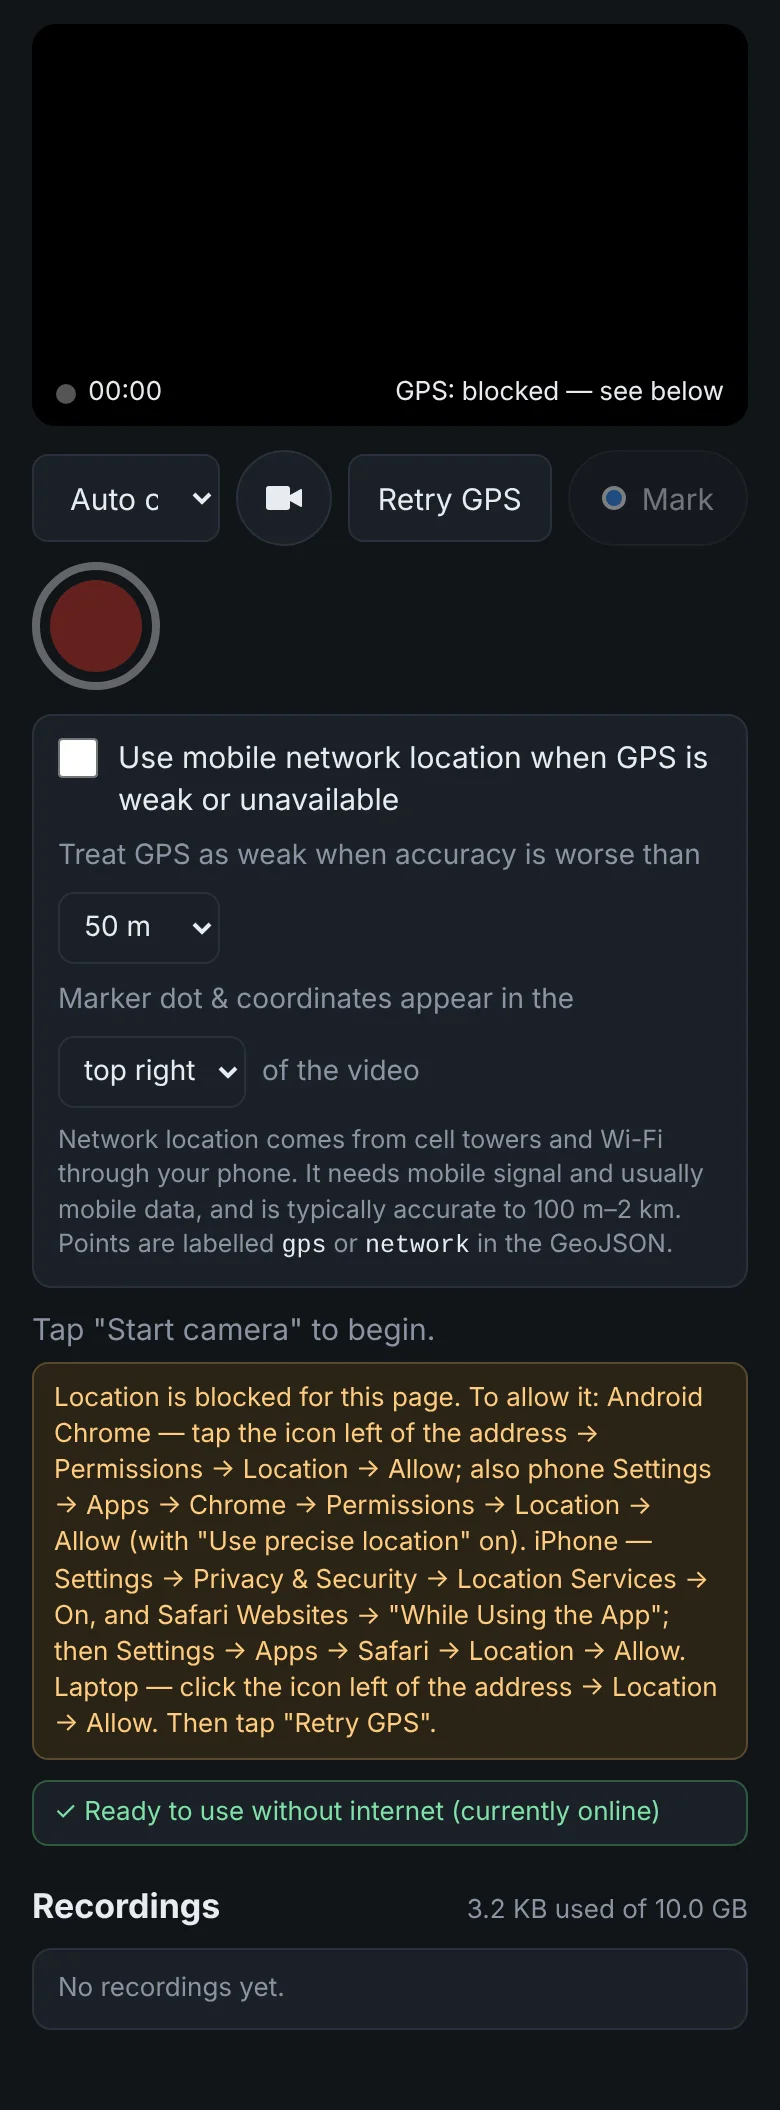 00:00
GPS: blocked — see below
Auto c
Retry GPS
Mark
Use mobile network location when GPS is
weak or unavailable
Treat GPS as weak when accuracy is worse than
50 m
Marker dot & coordinates appear in the
top right
of the video
Network location comes from cell towers and Wi-Fi
through your phone. It needs mobile signal and usually
mobile data, and is typically accurate to 100 m–2 km.
Points are labelled gps or network in the GeoJSON.
Tap "Start camera" to begin.
Location is blocked for this page. To allow it: Android
Chrome — tap the icon left of the address →
Permissions → Location → Allow; also phone Settings
→ Apps → Chrome → Permissions → Location →
Allow (with "Use precise location" on). iPhone —
Settings → Privacy & Security → Location Services →
On, and Safari Websites → "While Using the App";
then Settings → Apps → Safari → Location → Allow.
Laptop — click the icon left of the address → Location
→ Allow. Then tap "Retry GPS".
✓ Ready to use without internet (currently online)
Recordings
3.2 KB used of 10.0 GB
No recordings yet.